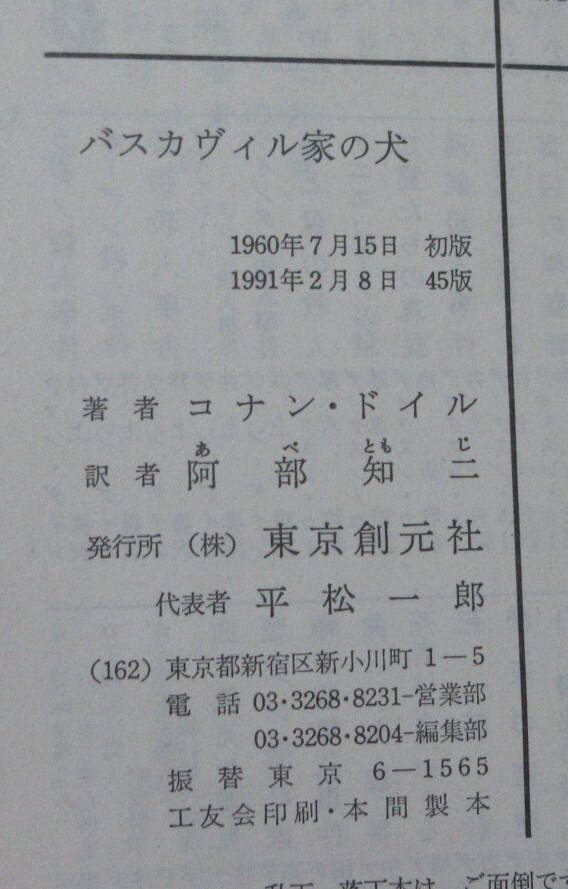 バスカヴィル家の犬
1960年7月15日 初版
1991年2月8日 45版
著者 コナン・ドイル
あ べ とも じ
訳者 阿部知二
発行所 (株) 東京創元社
代表者 平松一郎
(162) 東京都新宿区新小川町 1―5
電話 03・3268・8231-営業部
03・3268・8204-編集部
振替東京 6―1565
工友会印刷・本間製本
ご面倒で